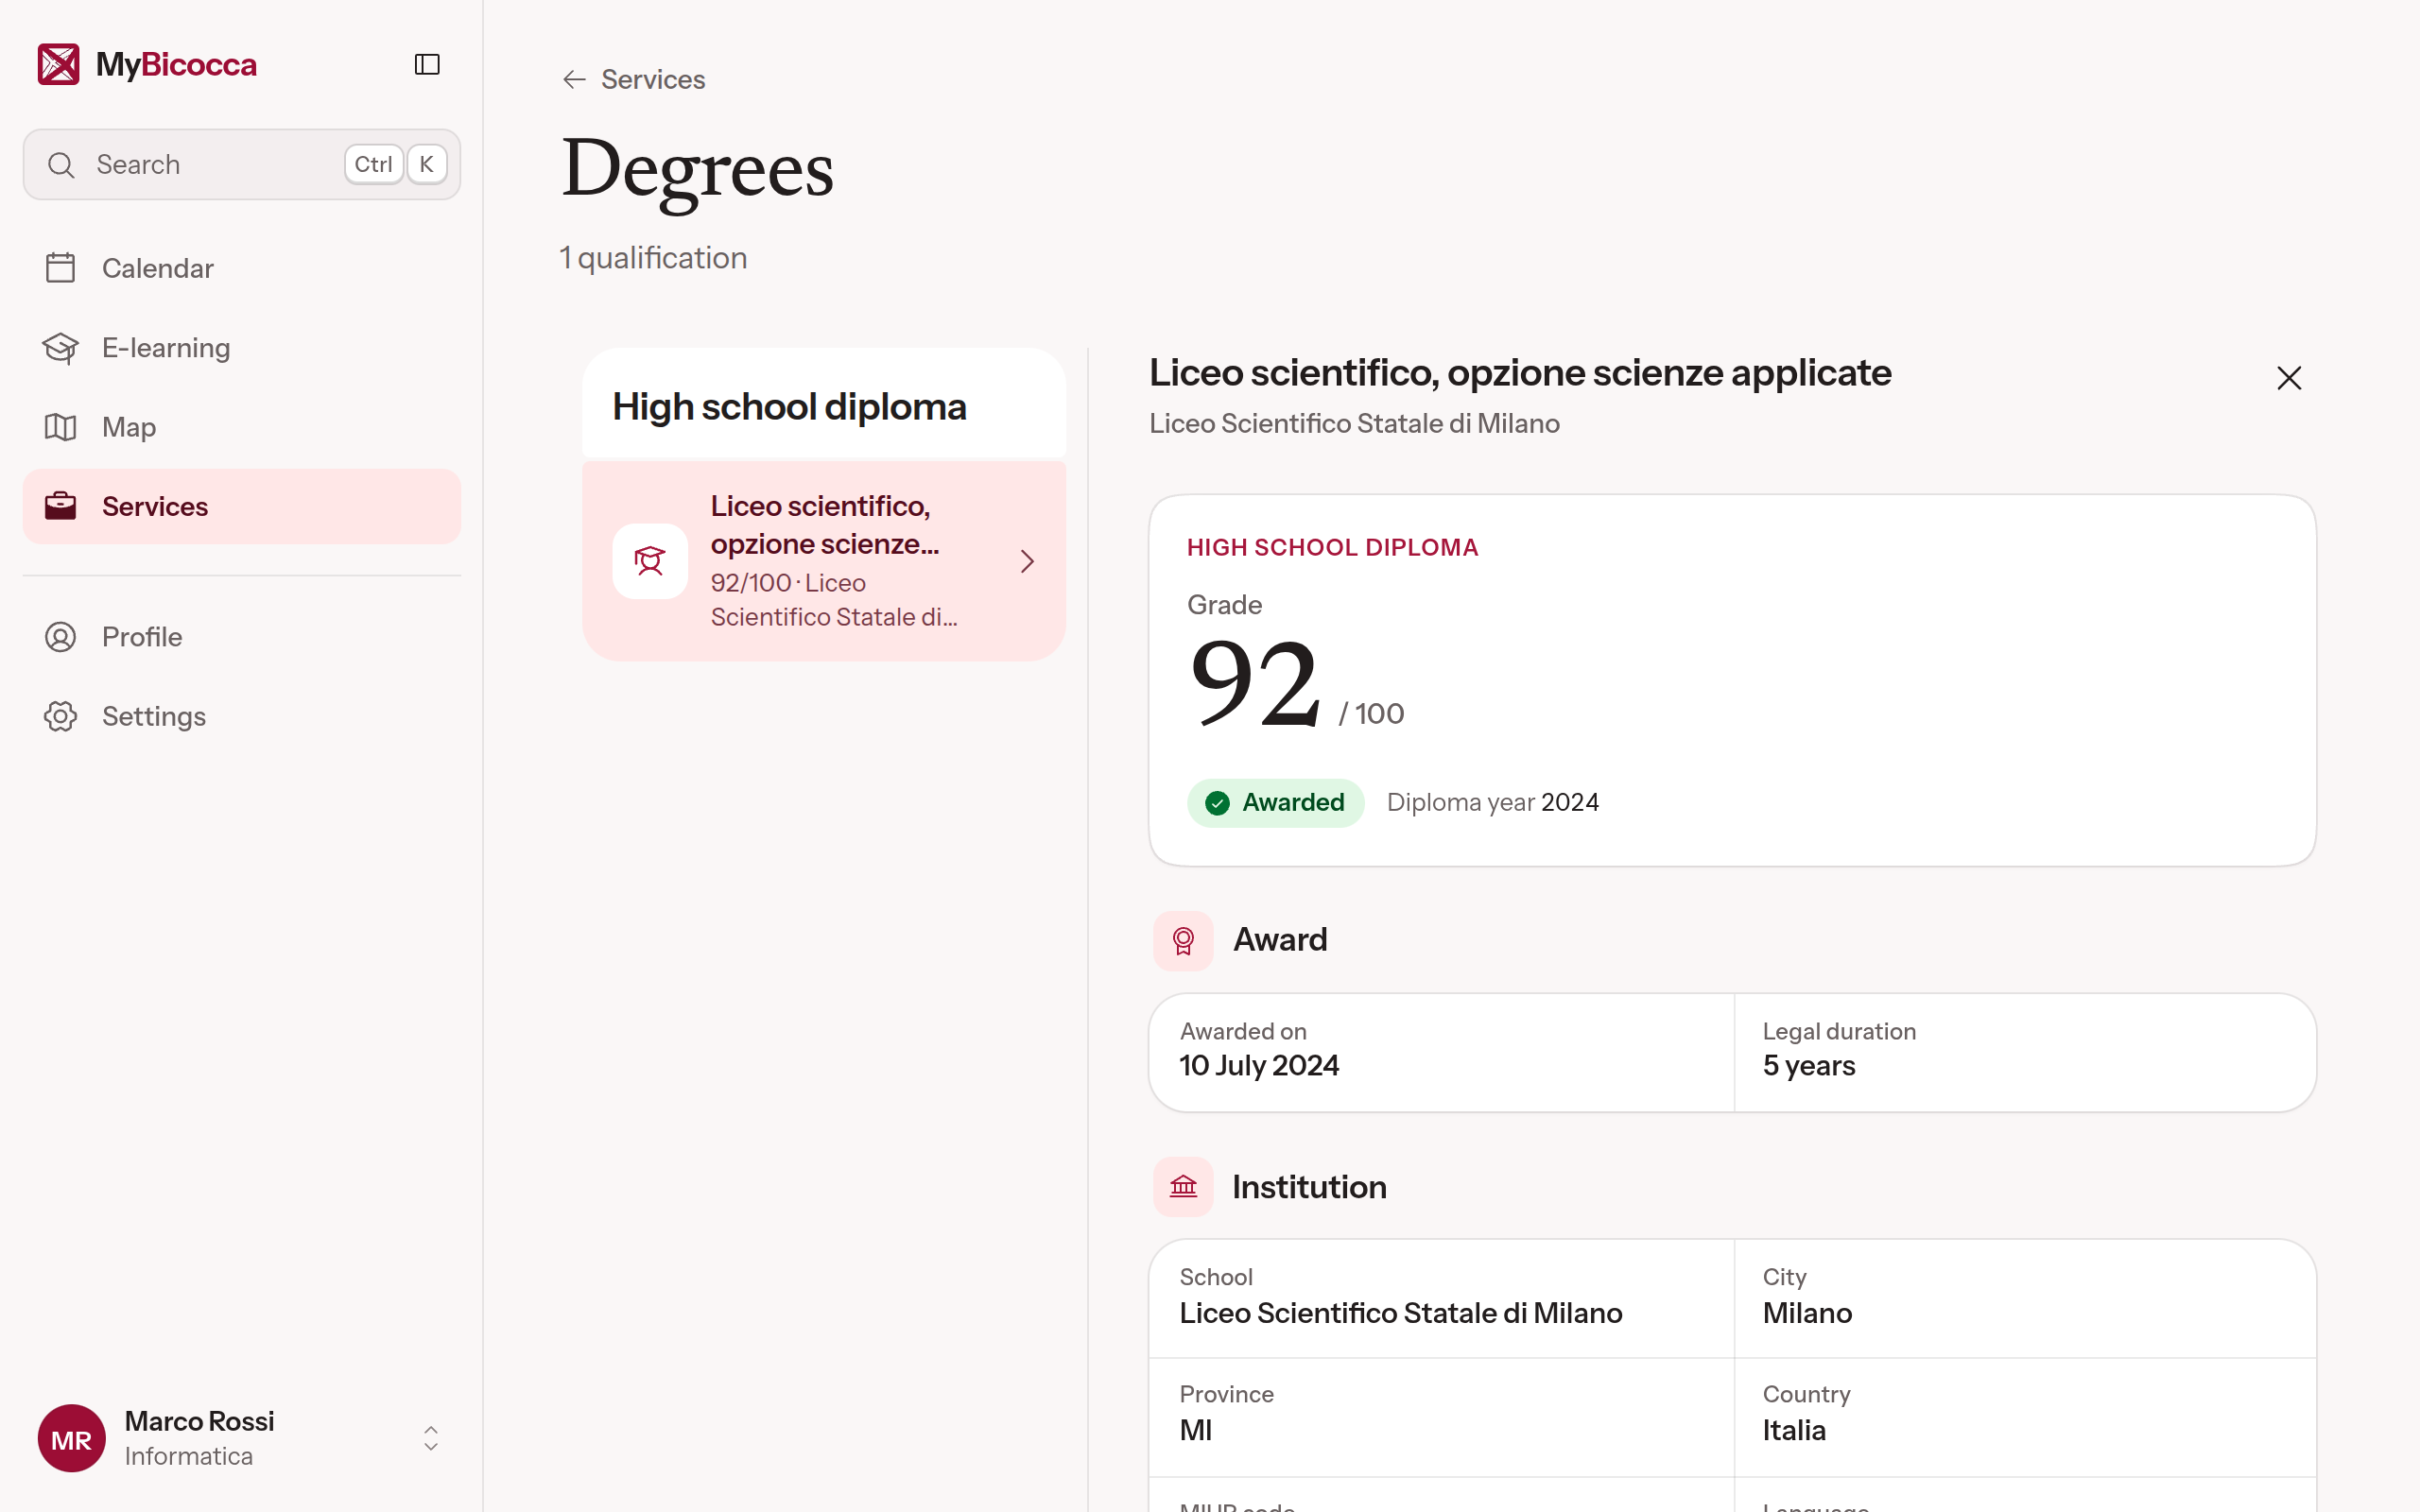 MyBicocca
Search
Ctrl K
Calendar
E-learning
Map
Services
Profile
Settings
MR
Marco Rossi
Informatica
Services
Degrees
1 qualification
High school diploma
Liceo scientifico,
opzione scienze...
92/100 · Liceo
Scientifico Statale di...
Liceo scientifico, opzione scienze applicate
Liceo Scientifico Statale di Milano
HIGH SCHOOL DIPLOMA
Grade
92 / 100
Awarded
Diploma year 2024
Award
Awarded on
10 July 2024
Legal duration
5 years
Institution
School
Liceo Scientifico Statale di Milano
City
Milano
Province
MI
Country
Italia
MIUR code
Language